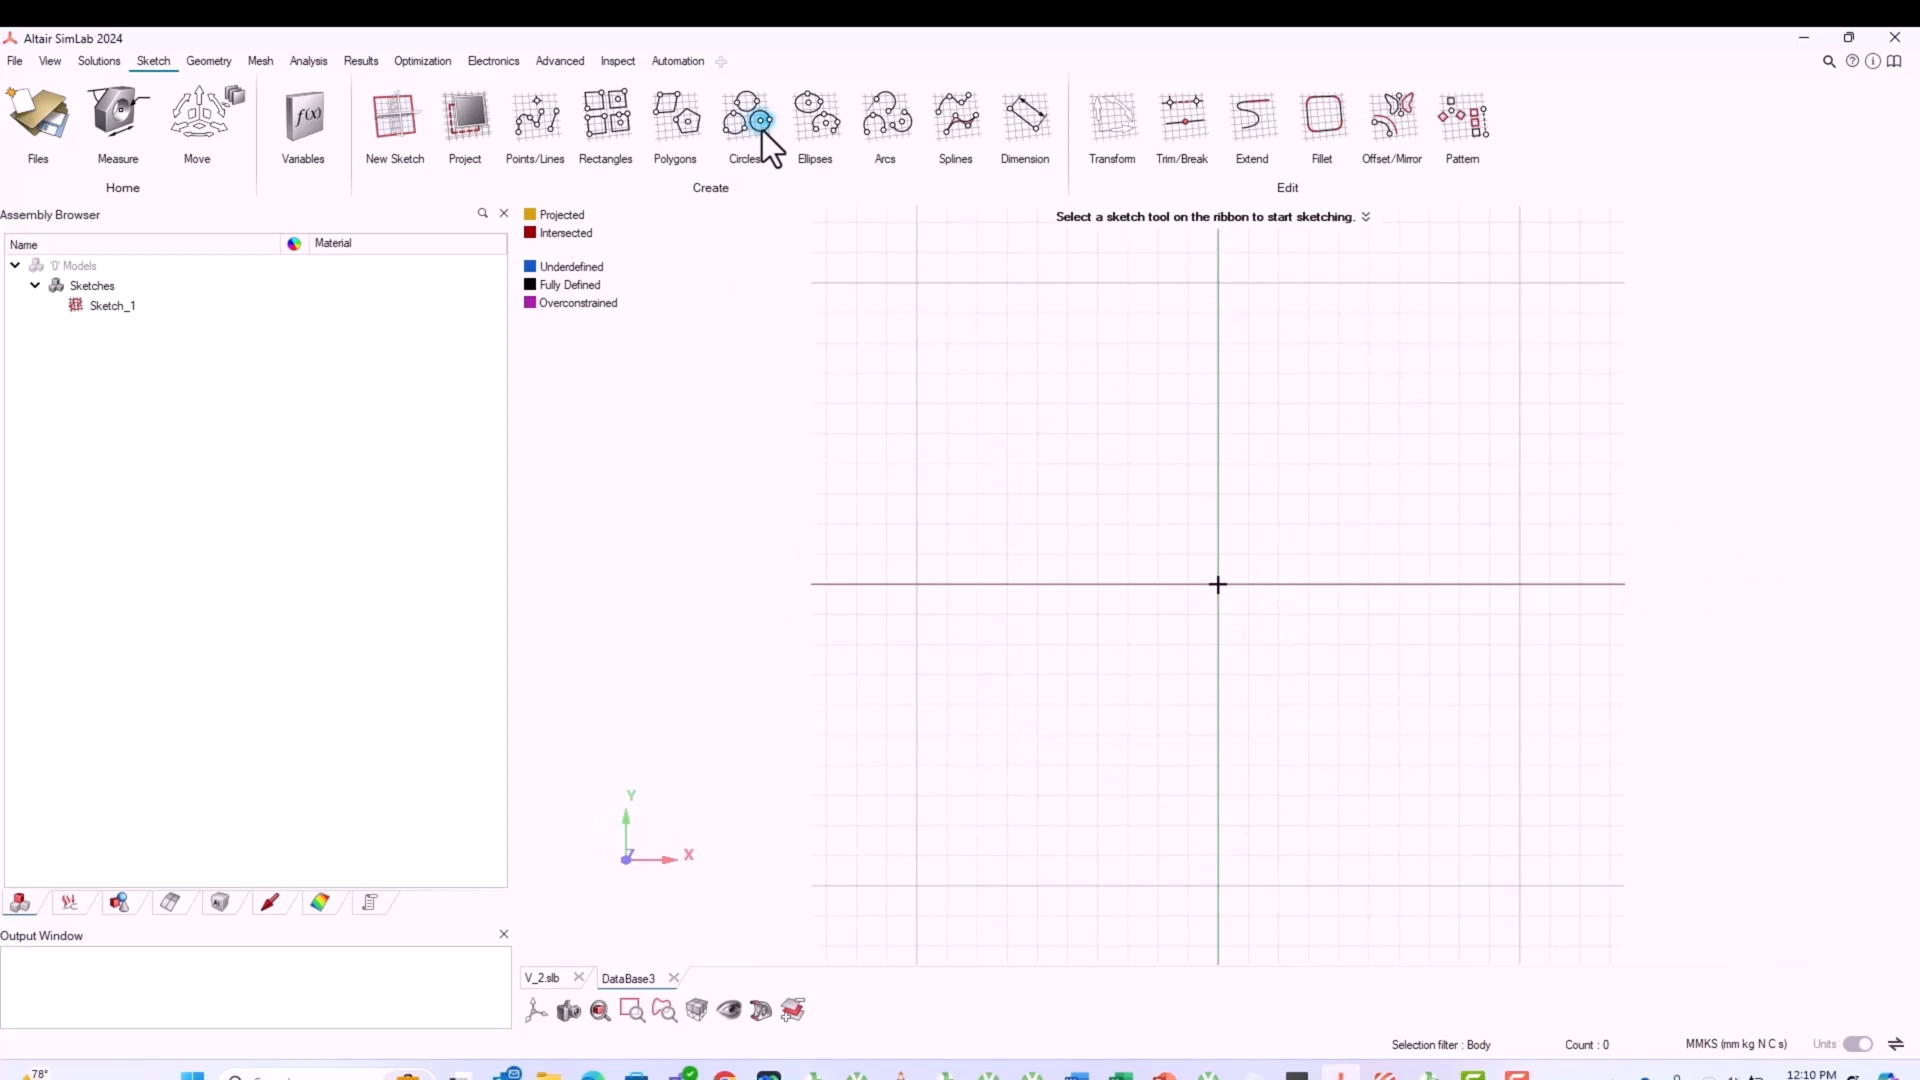 Altair SimLab 2024
File View Solutions Sketch Geometry Mesh Analysis Results Optimization Electronics Advanced Inspect Automation
f(x)
Files Measure Move Variables New Sketch Project Points/Lines Rectangles Polygons Circles Ellipses Arcs Splines Dimension Transform Trim/Break Extend Fillet Offset/Mirror Pattern
Home Create Edit
Assembly Browser
Name Material
'0' Models
Sketches
Sketch_1
Projected
Intersected
Underdefined
Fully Defined
Overconstrained
Select a sketch tool on the ribbon to start sketching.
Y
Z
X
Output Window
V_2.slb DataBase3
Selection filter : Body Count : 0 MMKS (mm kg N C s) Units
78°
12:10 PM